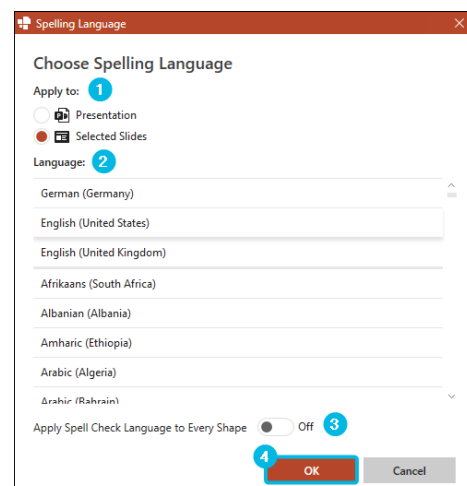 Spelling Language
Choose Spelling Language
Apply to: 1
Presentation
Selected Slides
Language: 2
German (Germany)
English (United States)
English (United Kingdom)
Afrikaans (South Africa)
Albanian (Albania)
Amharic (Ethiopia)
Arabic (Algeria)
Arabic (Bahrain)
Apply Spell Check Language to Every Shape Off 3
4
OK Cancel